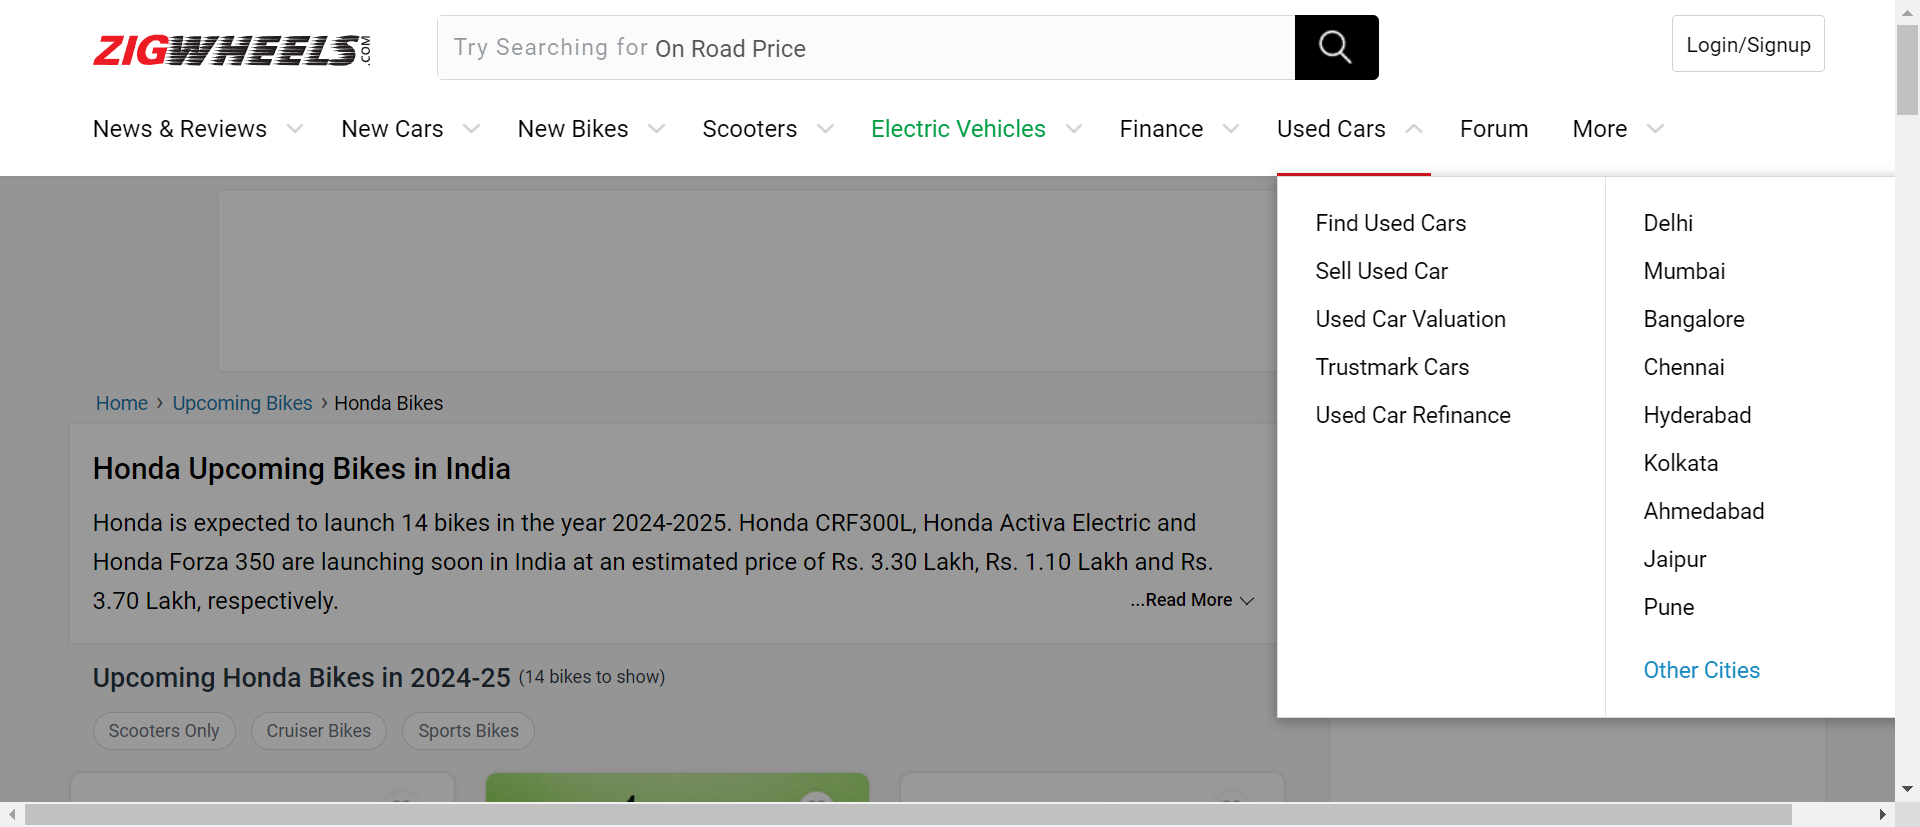 ZIGWHEELS.COM
Try Searching for On Road Price
Login/Signup
News & Reviews
New Cars
New Bikes
Scooters
Electric Vehicles
Finance
Used Cars
Forum
More
Find Used Cars
Sell Used Car
Used Car Valuation
Trustmark Cars
Used Car Refinance
Delhi
Mumbai
Bangalore
Chennai
Hyderabad
Kolkata
Ahmedabad
Jaipur
Pune
Other Cities
Home › Upcoming Bikes › Honda Bikes
Honda Upcoming Bikes in India
Honda is expected to launch 14 bikes in the year 2024-2025. Honda CRF300L, Honda Activa Electric and
Honda Forza 350 are launching soon in India at an estimated price of Rs. 3.30 Lakh, Rs. 1.10 Lakh and Rs.
3.70 Lakh, respectively.
...Read More
Upcoming Honda Bikes in 2024-25 (14 bikes to show)
Scooters Only
Cruiser Bikes
Sports Bikes